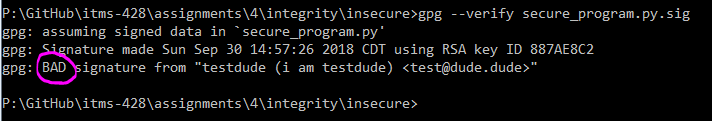 P:\GitHub\itms-428\assignments\4\integrity\insecure>gpg --verify secure_program.py.sig
gpg: assuming signed data in `secure_program.py'
gpg: Signature made Sun Sep 30 14:57:26 2018 CDT using RSA key ID 887AE8C2
gpg: BAD signature from "testdude (i am testdude) <test@dude.dude>"
P:\GitHub\itms-428\assignments\4\integrity\insecure>